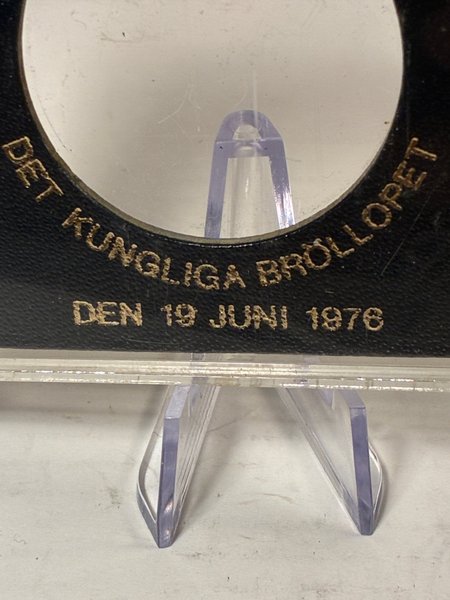 DET KUNGLIGA BRÖLLOPET
DEN 19 JUNI 1976